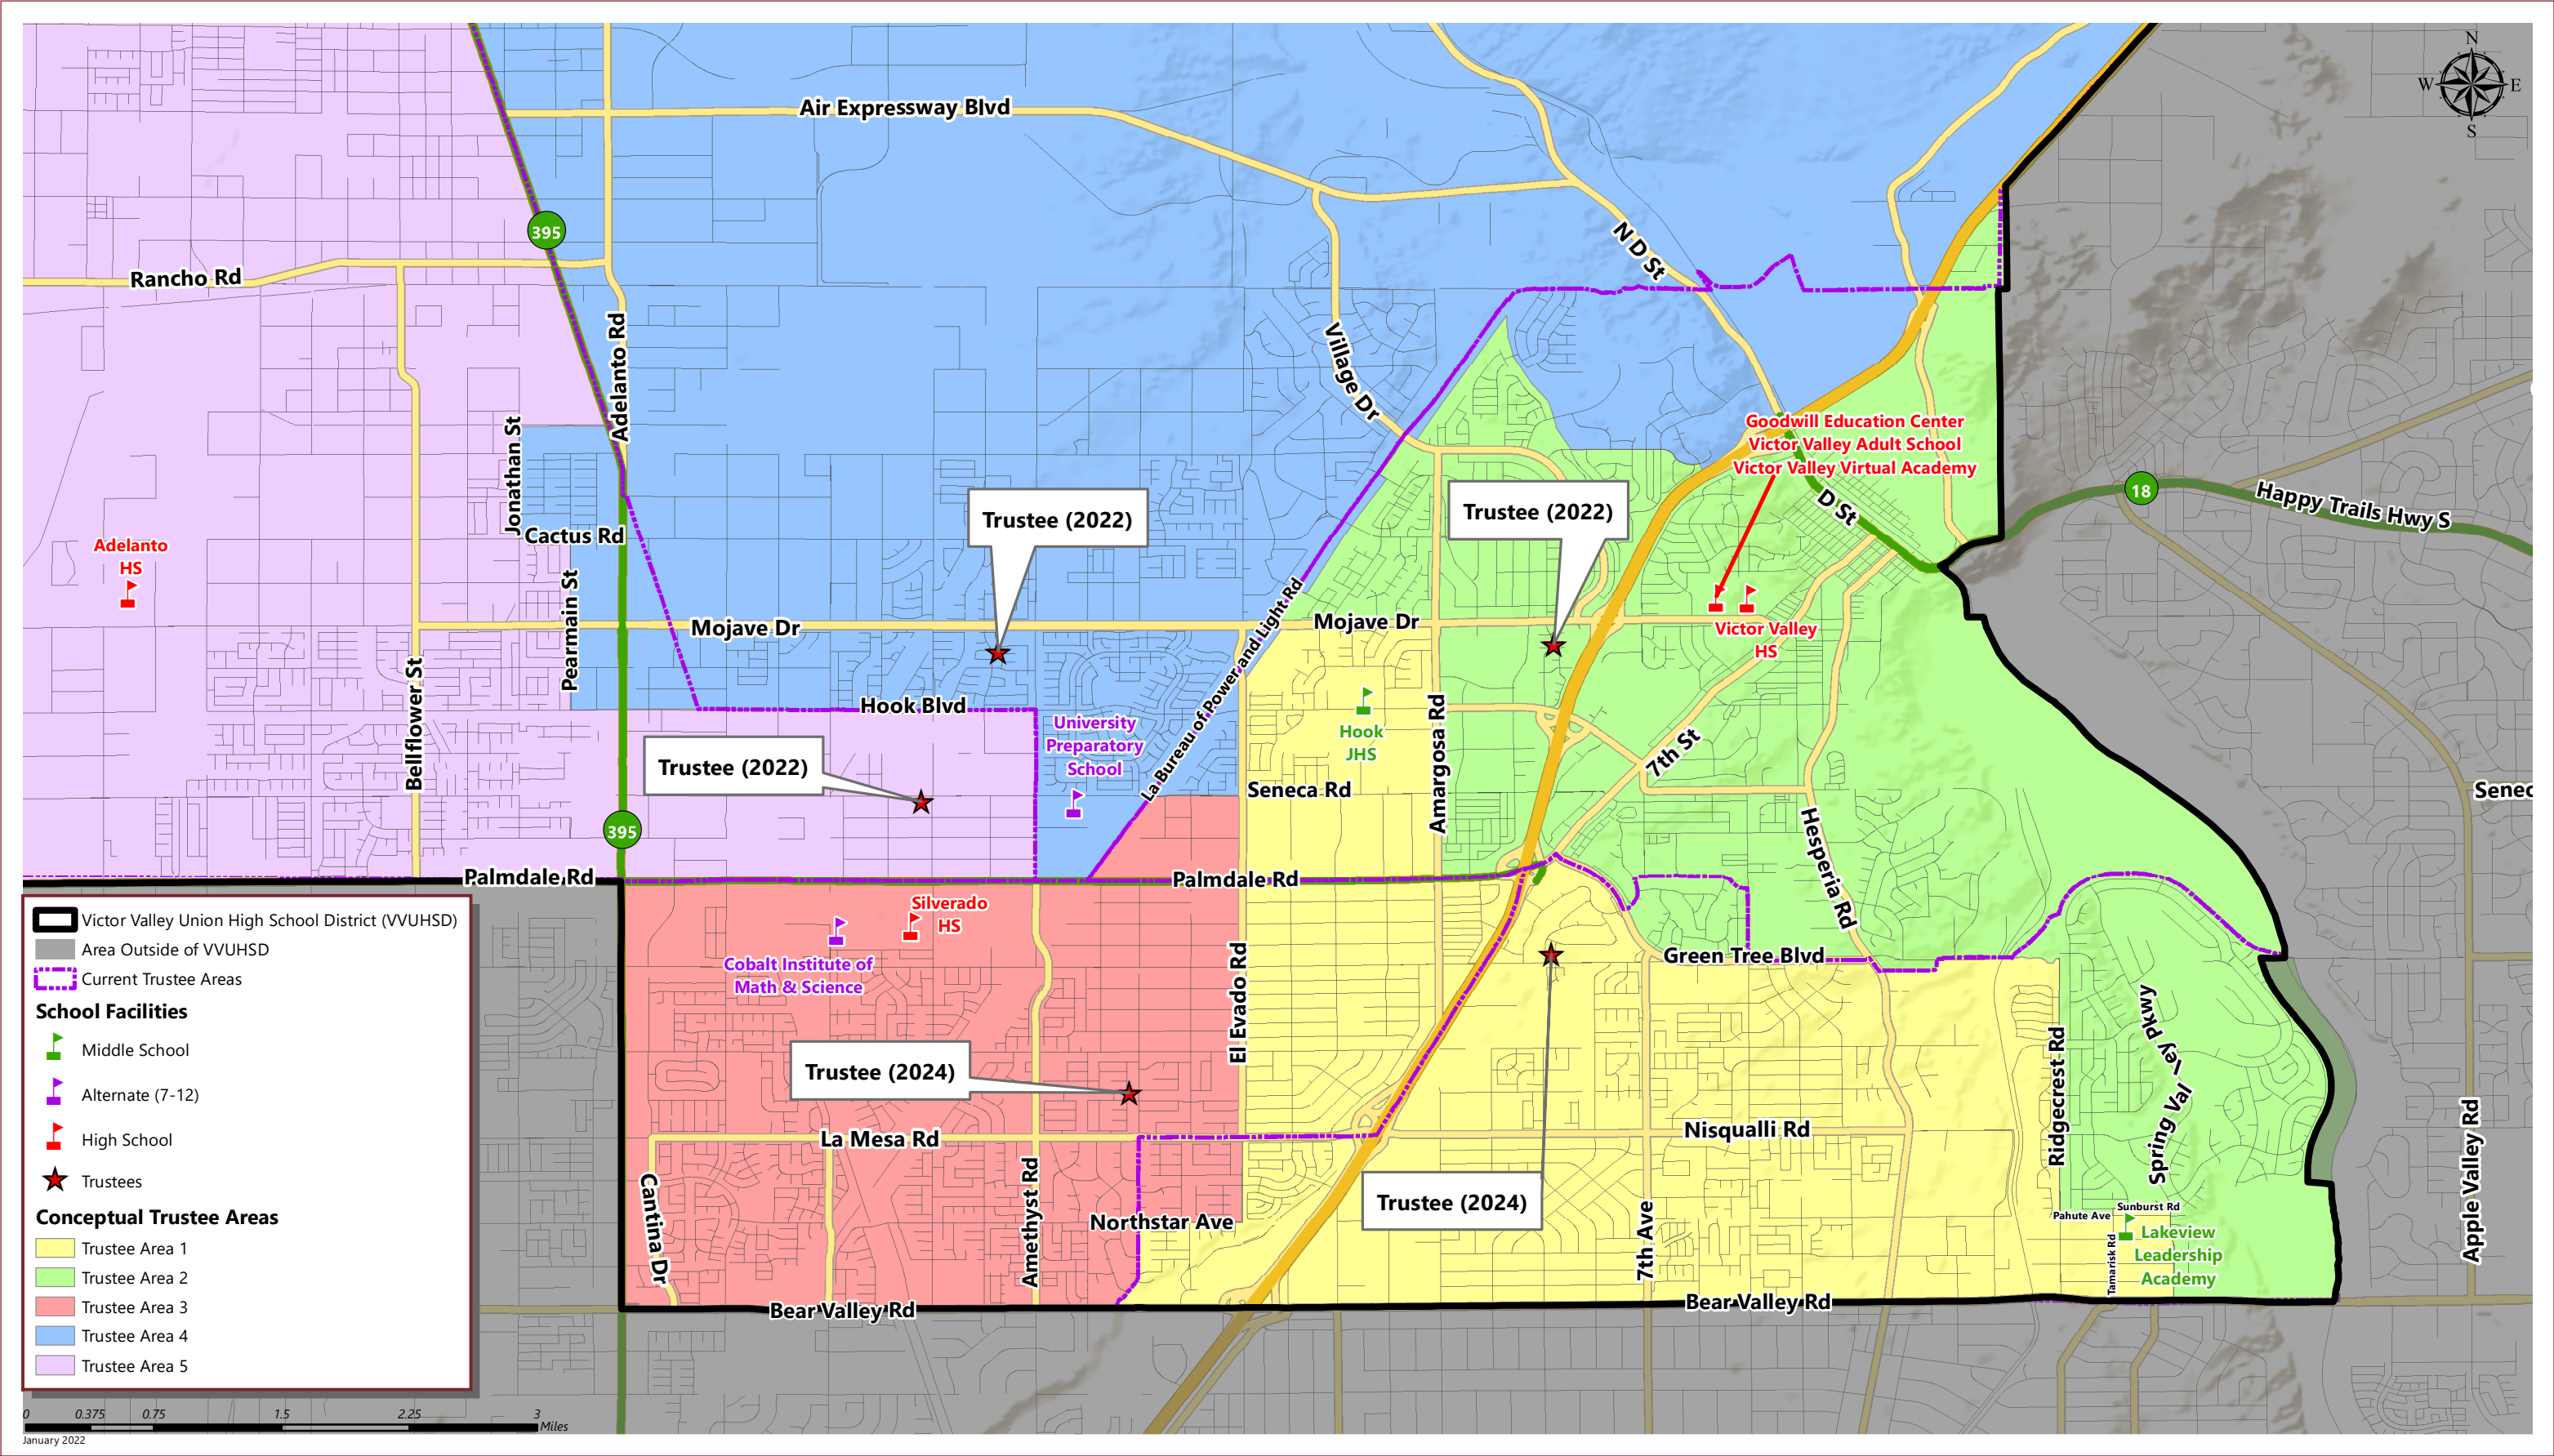 N
W
E
S
Air Expressway Blvd
395
Rancho Rd
N D St
Adelanto Rd
Village Dr
Jonathan St
Goodwill Education Center
Victor Valley Adult School
Victor Valley Virtual Academy
18
Happy Trails Hwy S
D St
Trustee (2022)
Trustee (2022)
Cactus Rd
Adelanto
HS
Pearmain St
Mojave Dr
Mojave Dr
La Bureau of Power and Light Rd
Victor Valley
HS
Bellflower St
Hook Blvd
University
Preparatory
School
Hook
JHS
Amargosa Rd
7th St
Trustee (2022)
Seneca Rd
Senec
395
Hesperia Rd
Palmdale Rd
Palmdale Rd
Silverado
HS
Cobalt Institute of
Math & Science
El Evado Rd
Green Tree Blvd
Ridgecrest Rd
Spring Val
ley Pkwy
Trustee (2024)
La Mesa Rd
Nisqualli Rd
Apple Valley Rd
Cantina Dr
Amethyst Rd
Northstar Ave
Trustee (2024)
7th Ave
Pahute Ave
Sunburst Rd
Tamarisk Rd
Lakeview
Leadership
Academy
Bear Valley Rd
Bear Valley Rd
Victor Valley Union High School District (VVUHSD)
Area Outside of VVUHSD
Current Trustee Areas
School Facilities
Middle School
Alternate (7-12)
High School
Trustees
Conceptual Trustee Areas
Trustee Area 1
Trustee Area 2
Trustee Area 3
Trustee Area 4
Trustee Area 5
0 0.375 0.75 1.5 2.25 3
Miles
January 2022